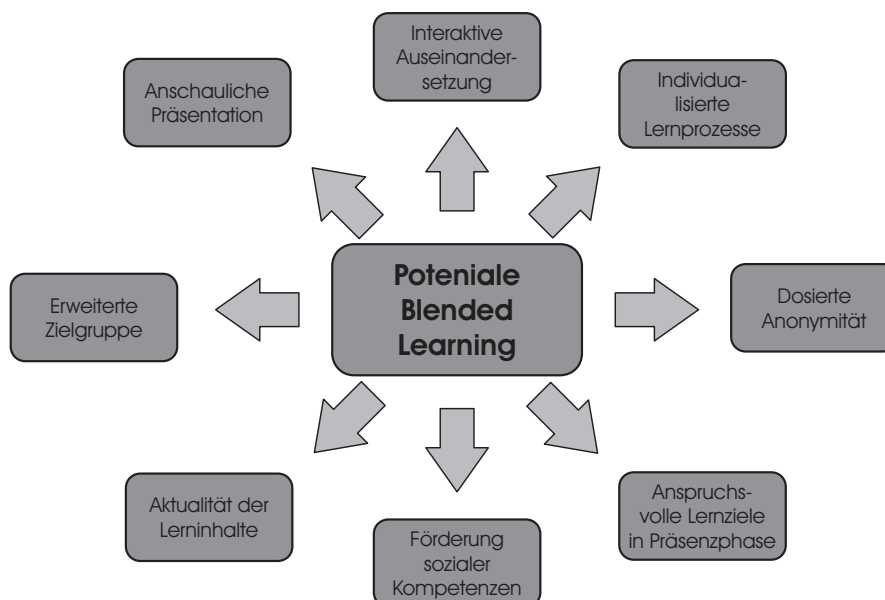 Interaktive
Auseinander-
setzung
Anschauliche
Präsentation
Individua-
lisierte
Lernprozesse
Poteniale
Blended
Learning
Erweiterte
Zielgruppe
Dosierte
Anonymität
Aktualität der
Lerninhalte
Förderung
sozialer
Kompetenzen
Anspruchs-
volle Lernziele
in Präsenzphase